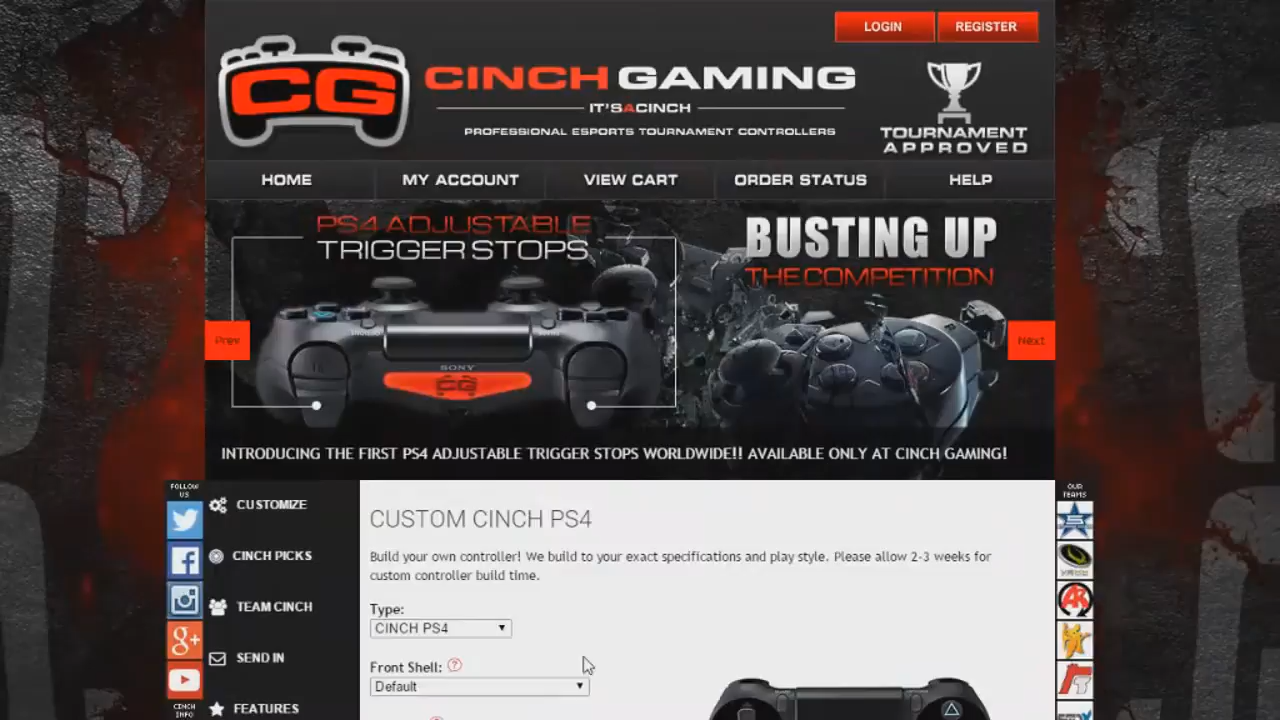 LOGIN
REGISTER
CG
CINCH GAMING
IT'S A CINCH
PROFESSIONAL ESPORTS TOURNAMENT CONTROLLERS
TOURNAMENT
APPROVED
HOME
MY ACCOUNT
VIEW CART
ORDER STATUS
HELP
PS4 ADJUSTABLE
TRIGGER STOPS
BUSTING UP
THE COMPETITION
Prev
Next
SONY
CG
INTRODUCING THE FIRST PS4 ADJUSTABLE TRIGGER STOPS WORLDWIDE!! AVAILABLE ONLY AT CINCH GAMING!
FOLLOW
US
CUSTOMIZE
CINCH PICKS
TEAM CINCH
SEND IN
FEATURES
g+
CINCH
INFO
CUSTOM CINCH PS4
Build your own controller! We build to your exact specifications and play style. Please allow 2-3 weeks for
custom controller build time.
Type:
CINCH PS4
Front Shell: ?
Default
OUR
TEAMS